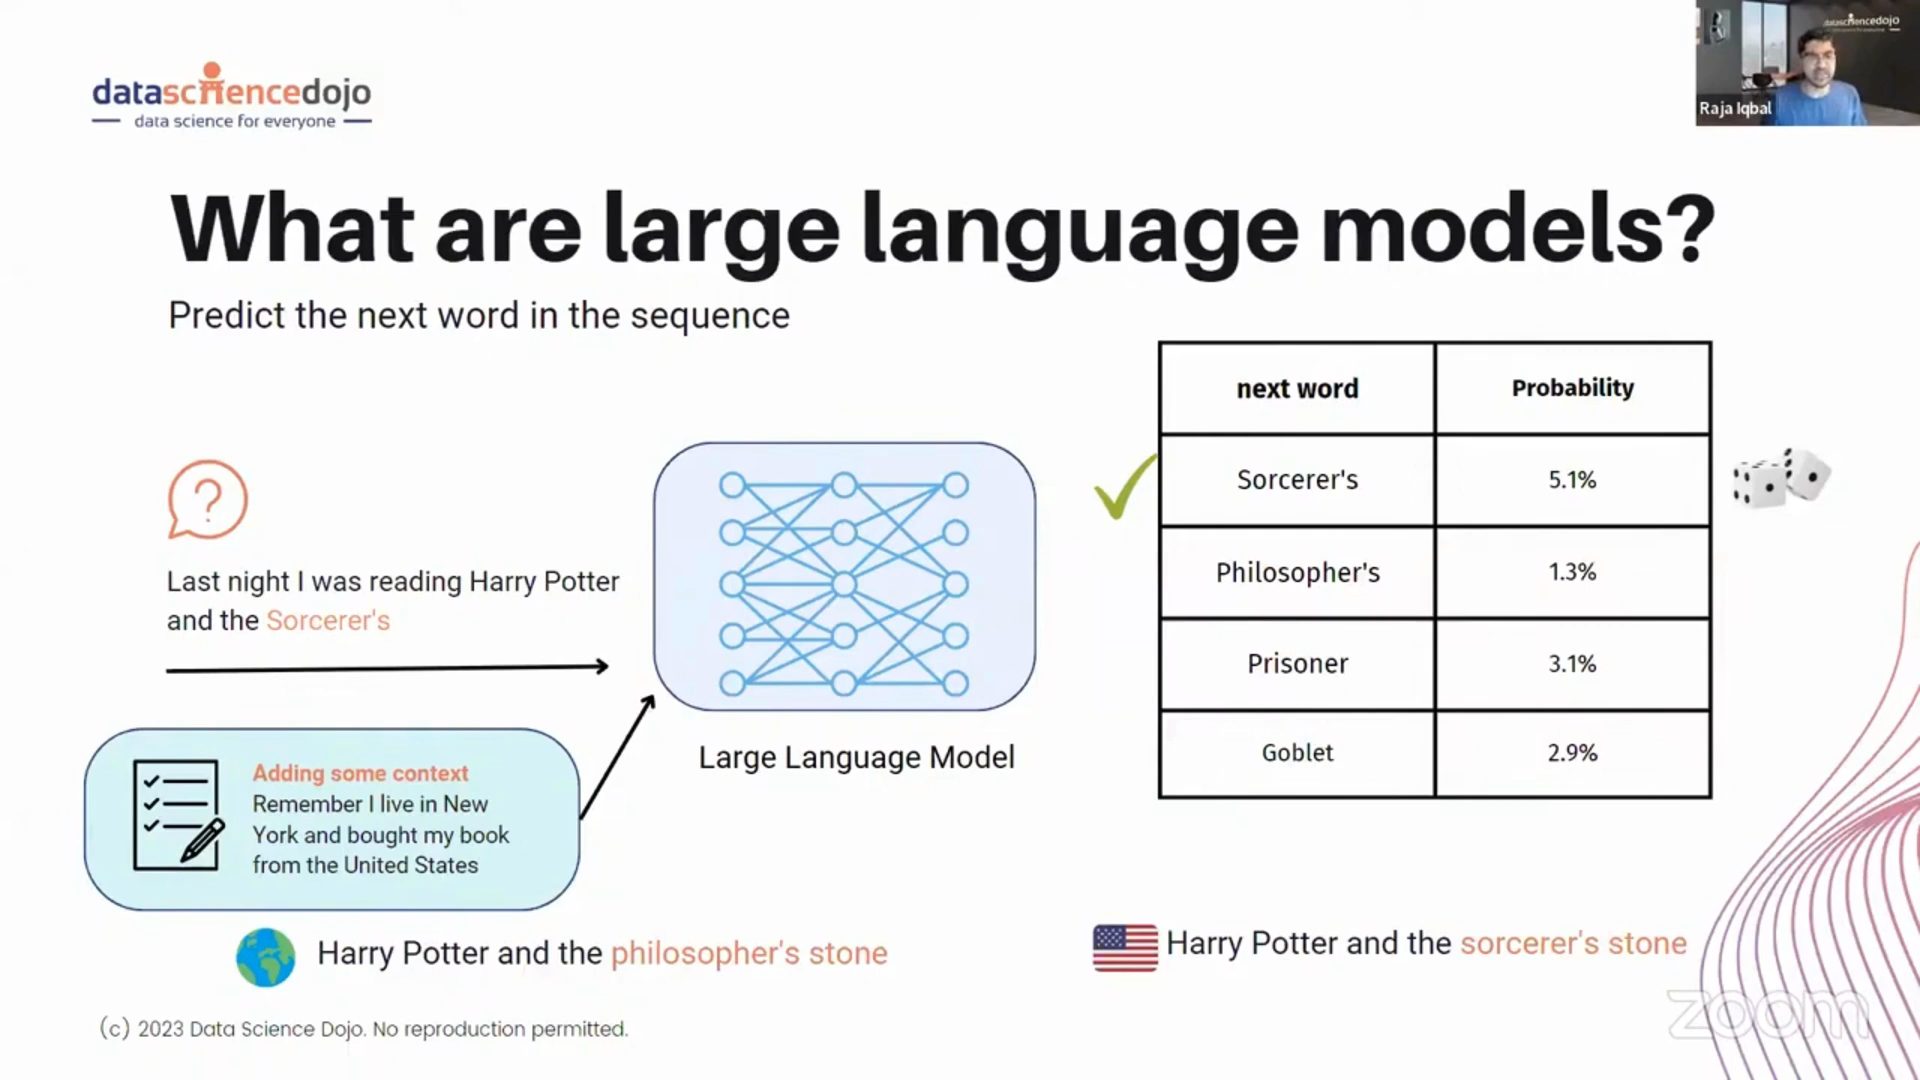 datasciencedojo
data science for everyone
datasciencedojo
Raja Iqbal
What are large language models?
Predict the next word in the sequence
Last night I was reading Harry Potter
and the Sorcerer's
Adding some context
Remember I live in New
York and bought my book
from the United States
Large Language Model
next word Probability
Sorcerer's 5.1%
Philosopher's 1.3%
Prisoner 3.1%
Goblet 2.9%
Harry Potter and the philosopher's stone
Harry Potter and the sorcerer's stone
(c) 2023 Data Science Dojo. No reproduction permitted.
zoom